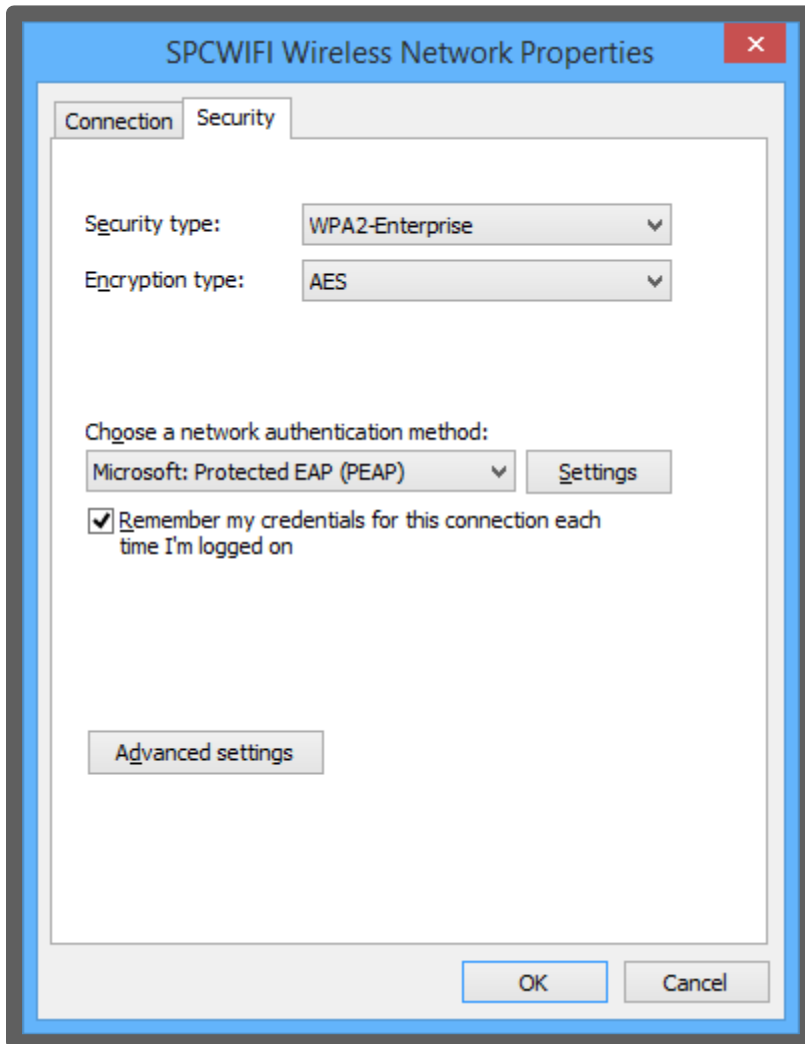 SPCWIFI Wireless Network Properties
Connection
Security
Security type:
WPA2-Enterprise
Encryption type:
AES
Choose a network authentication method:
Microsoft: Protected EAP (PEAP)
Settings
Remember my credentials for this connection each
time I'm logged on
Advanced settings
OK
Cancel